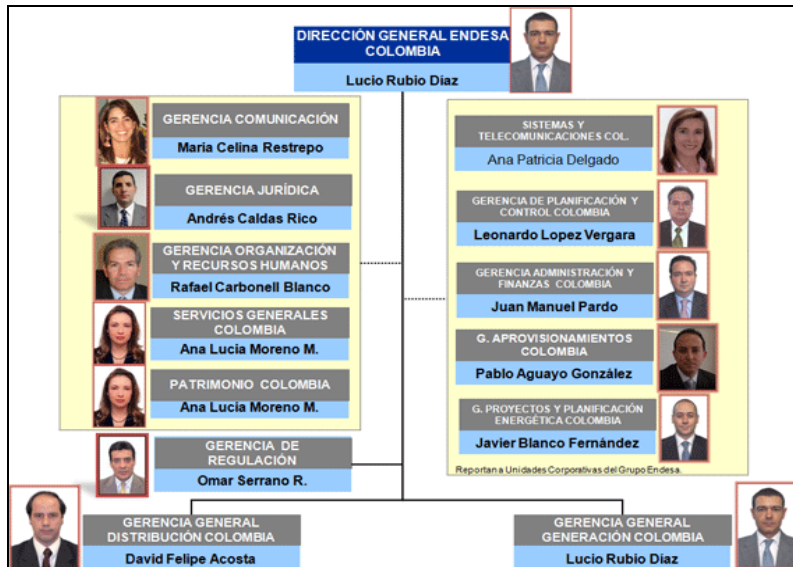 DIRECCIÓN GENERAL ENDESA
COLOMBIA
Lucio Rubio Díaz
GERENCIA COMUNICACIÓN
Maria Celina Restrepo
GERENCIA JURÍDICA
Andrés Caldas Rico
GERENCIA ORGANIZACIÓN
Y RECURSOS HUMANOS
Rafael Carbonell Blanco
SERVICIOS GENERALES
COLOMBIA
Ana Lucia Moreno M.
PATRIMONIO COLOMBIA
Ana Lucia Moreno M.
GERENCIA DE
REGULACIÓN
Omar Serrano R.
SISTEMAS Y
TELECOMUNICACIONES COL.
Ana Patricia Delgado
GERENCIA DE PLANIFICACIÓN Y
CONTROL COLOMBIA
Leonardo Lopez Vergara
GERENCIA ADMINISTRACIÓN Y
FINANZAS COLOMBIA
Juan Manuel Pardo
G. APROVISIONAMIENTOS
COLOMBIA
Pablo Aguayo González
G. PROYECTOS Y PLANIFICACIÓN
ENERGÉTICA COLOMBIA
Javier Blanco Fernández
Reportan a Unidades Corporativas del Grupo Endesa.
GERENCIA GENERAL
DISTRIBUCIÓN COLOMBIA
David Felipe Acosta
GERENCIA GENERAL
GENERACIÓN COLOMBIA
Lucio Rubio Díaz